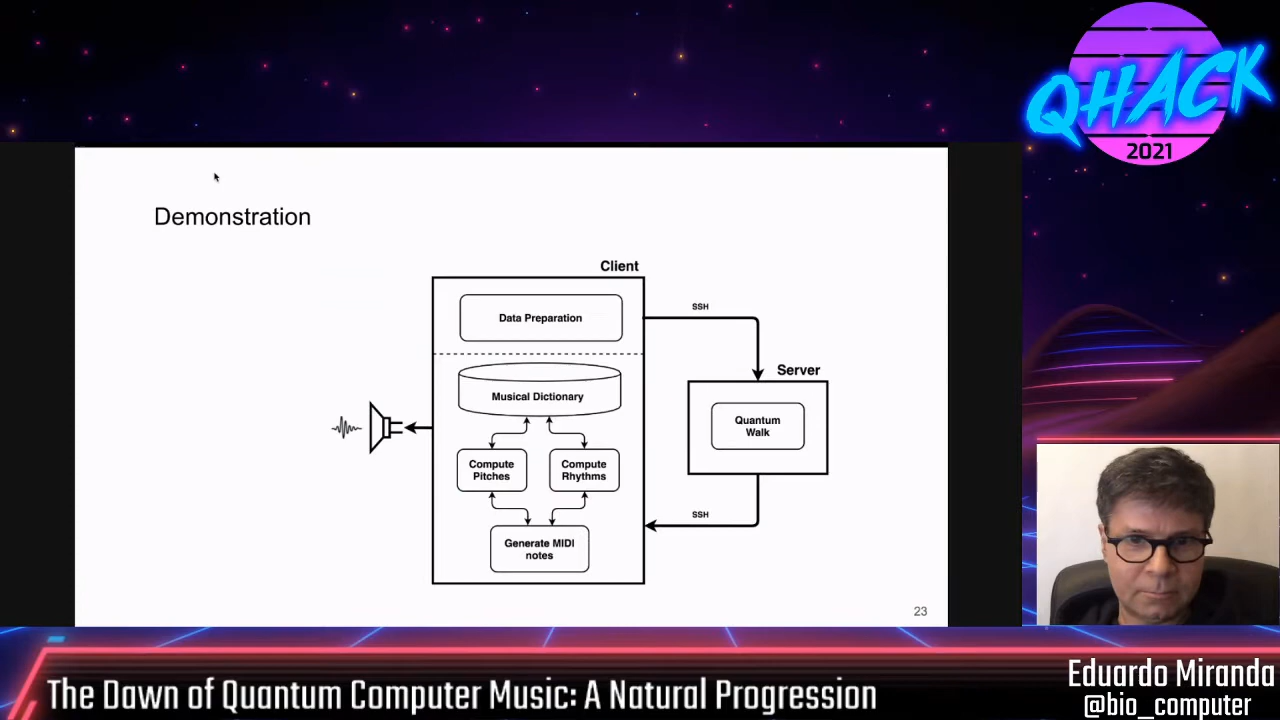 QHACK
2021
Demonstration
Client
Data Preparation
SSH
Server
Musical Dictionary
Quantum
Walk
Compute
Pitches
Compute
Rhythms
SSH
Generate MIDI
notes
23
The Dawn of Quantum Computer Music: A Natural Progression
Eduardo Miranda
@bio_computer